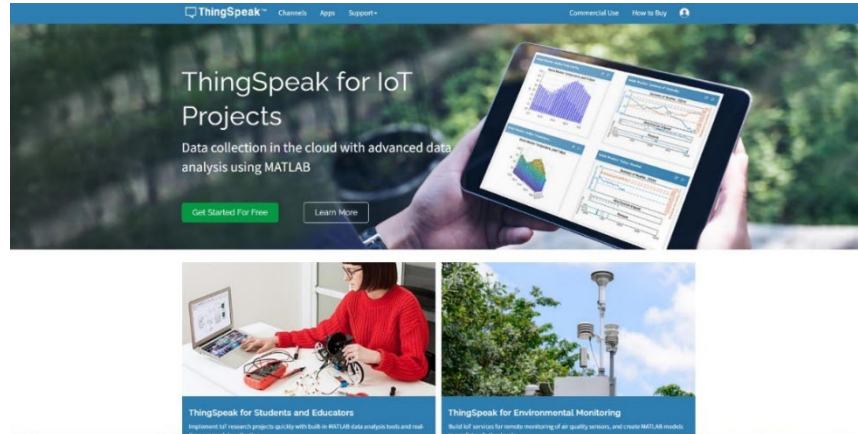 ThingSpeak™
Channels Apps Support
Commercial Use How to Buy
ThingSpeak for IoT
Projects
Data collection in the cloud with advanced data
analysis using MATLAB
Get Started For Free
Learn More
ThingSpeak for Students and Educators
Implement IoT research projects quickly with built-in MATLAB data analysis tools and real-
ThingSpeak for Environmental Monitoring
Build IoT services for remote monitoring of air quality sensors, and create MATLAB models